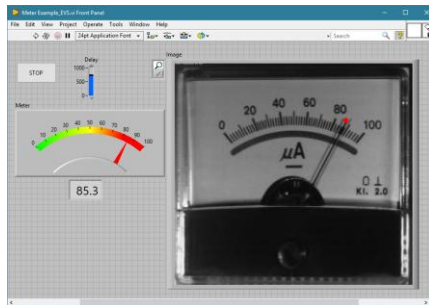 Meter Example_EVS.vi Front Panel
File Edit View Project Operate Tools Window Help
24pt Application Font
Search
STOP
Delay
1000
500
0
Image
Meter
0 10 20 30 40 50 60 70 80 90 100
85.3
0 20 40 60 80 100
μA
Kl. 2.0